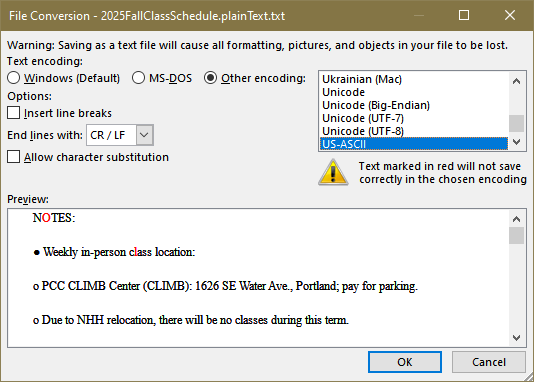 File Conversion - 2025FallClassSchedule.plainText.txt
Warning: Saving as a text file will cause all formatting, pictures, and objects in your file to be lost.
Text encoding:
Windows (Default)
MS-DOS
Other encoding:
Ukrainian (Mac)
Unicode
Unicode (Big-Endian)
Unicode (UTF-7)
Unicode (UTF-8)
US-ASCII
Options:
Insert line breaks
End lines with: CR / LF
Allow character substitution
Text marked in red will not save
correctly in the chosen encoding
Preview:
NOTES:
● Weekly in-person class location:
o PCC CLIMB Center (CLIMB): 1626 SE Water Ave., Portland; pay for parking.
o Due to NHH relocation, there will be no classes during this term.
OK
Cancel